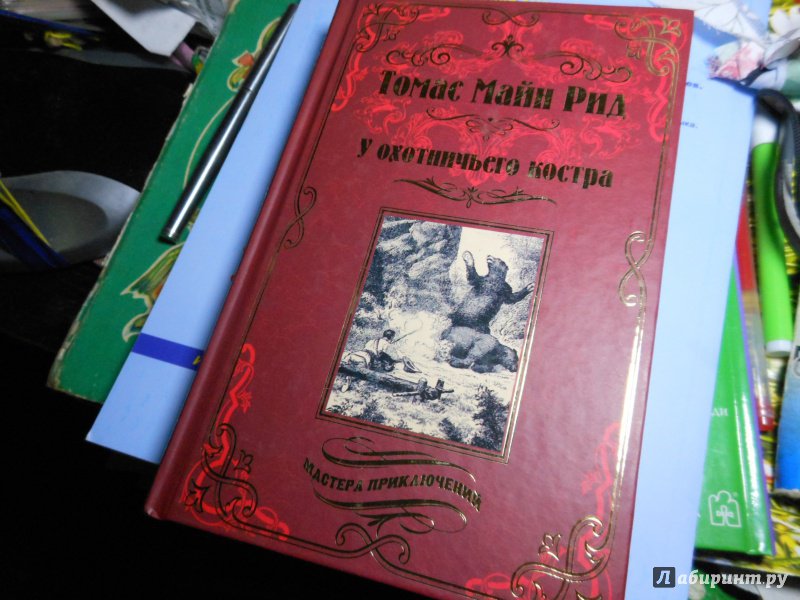 Томас Майн Рид
У охотничьего костра
МАСТЕРА ПРИКЛЮЧЕНИЙ
Лабиринт.ру